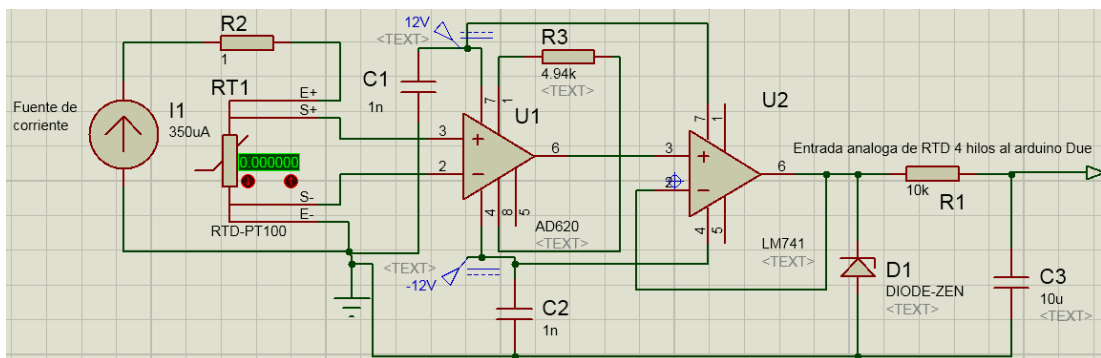 R2
1
Fuente de
corriente
I1
350uA
RT1
E+
S+
0.000000
S-
E-
RTD-PT100
12V
<TEXT>
C1
1n
7
1
R3
4.94k
<TEXT>
U1
3
2
6
4
8
5
AD620
<TEXT>
<TEXT>
-12V
C2
1n
U2
7
1
3
2
6
4
5
LM741
<TEXT>
Entrada analoga de RTD 4 hilos al arduino Due
10k
R1
D1
DIODE-ZEN
<TEXT>
C3
10u
<TEXT>